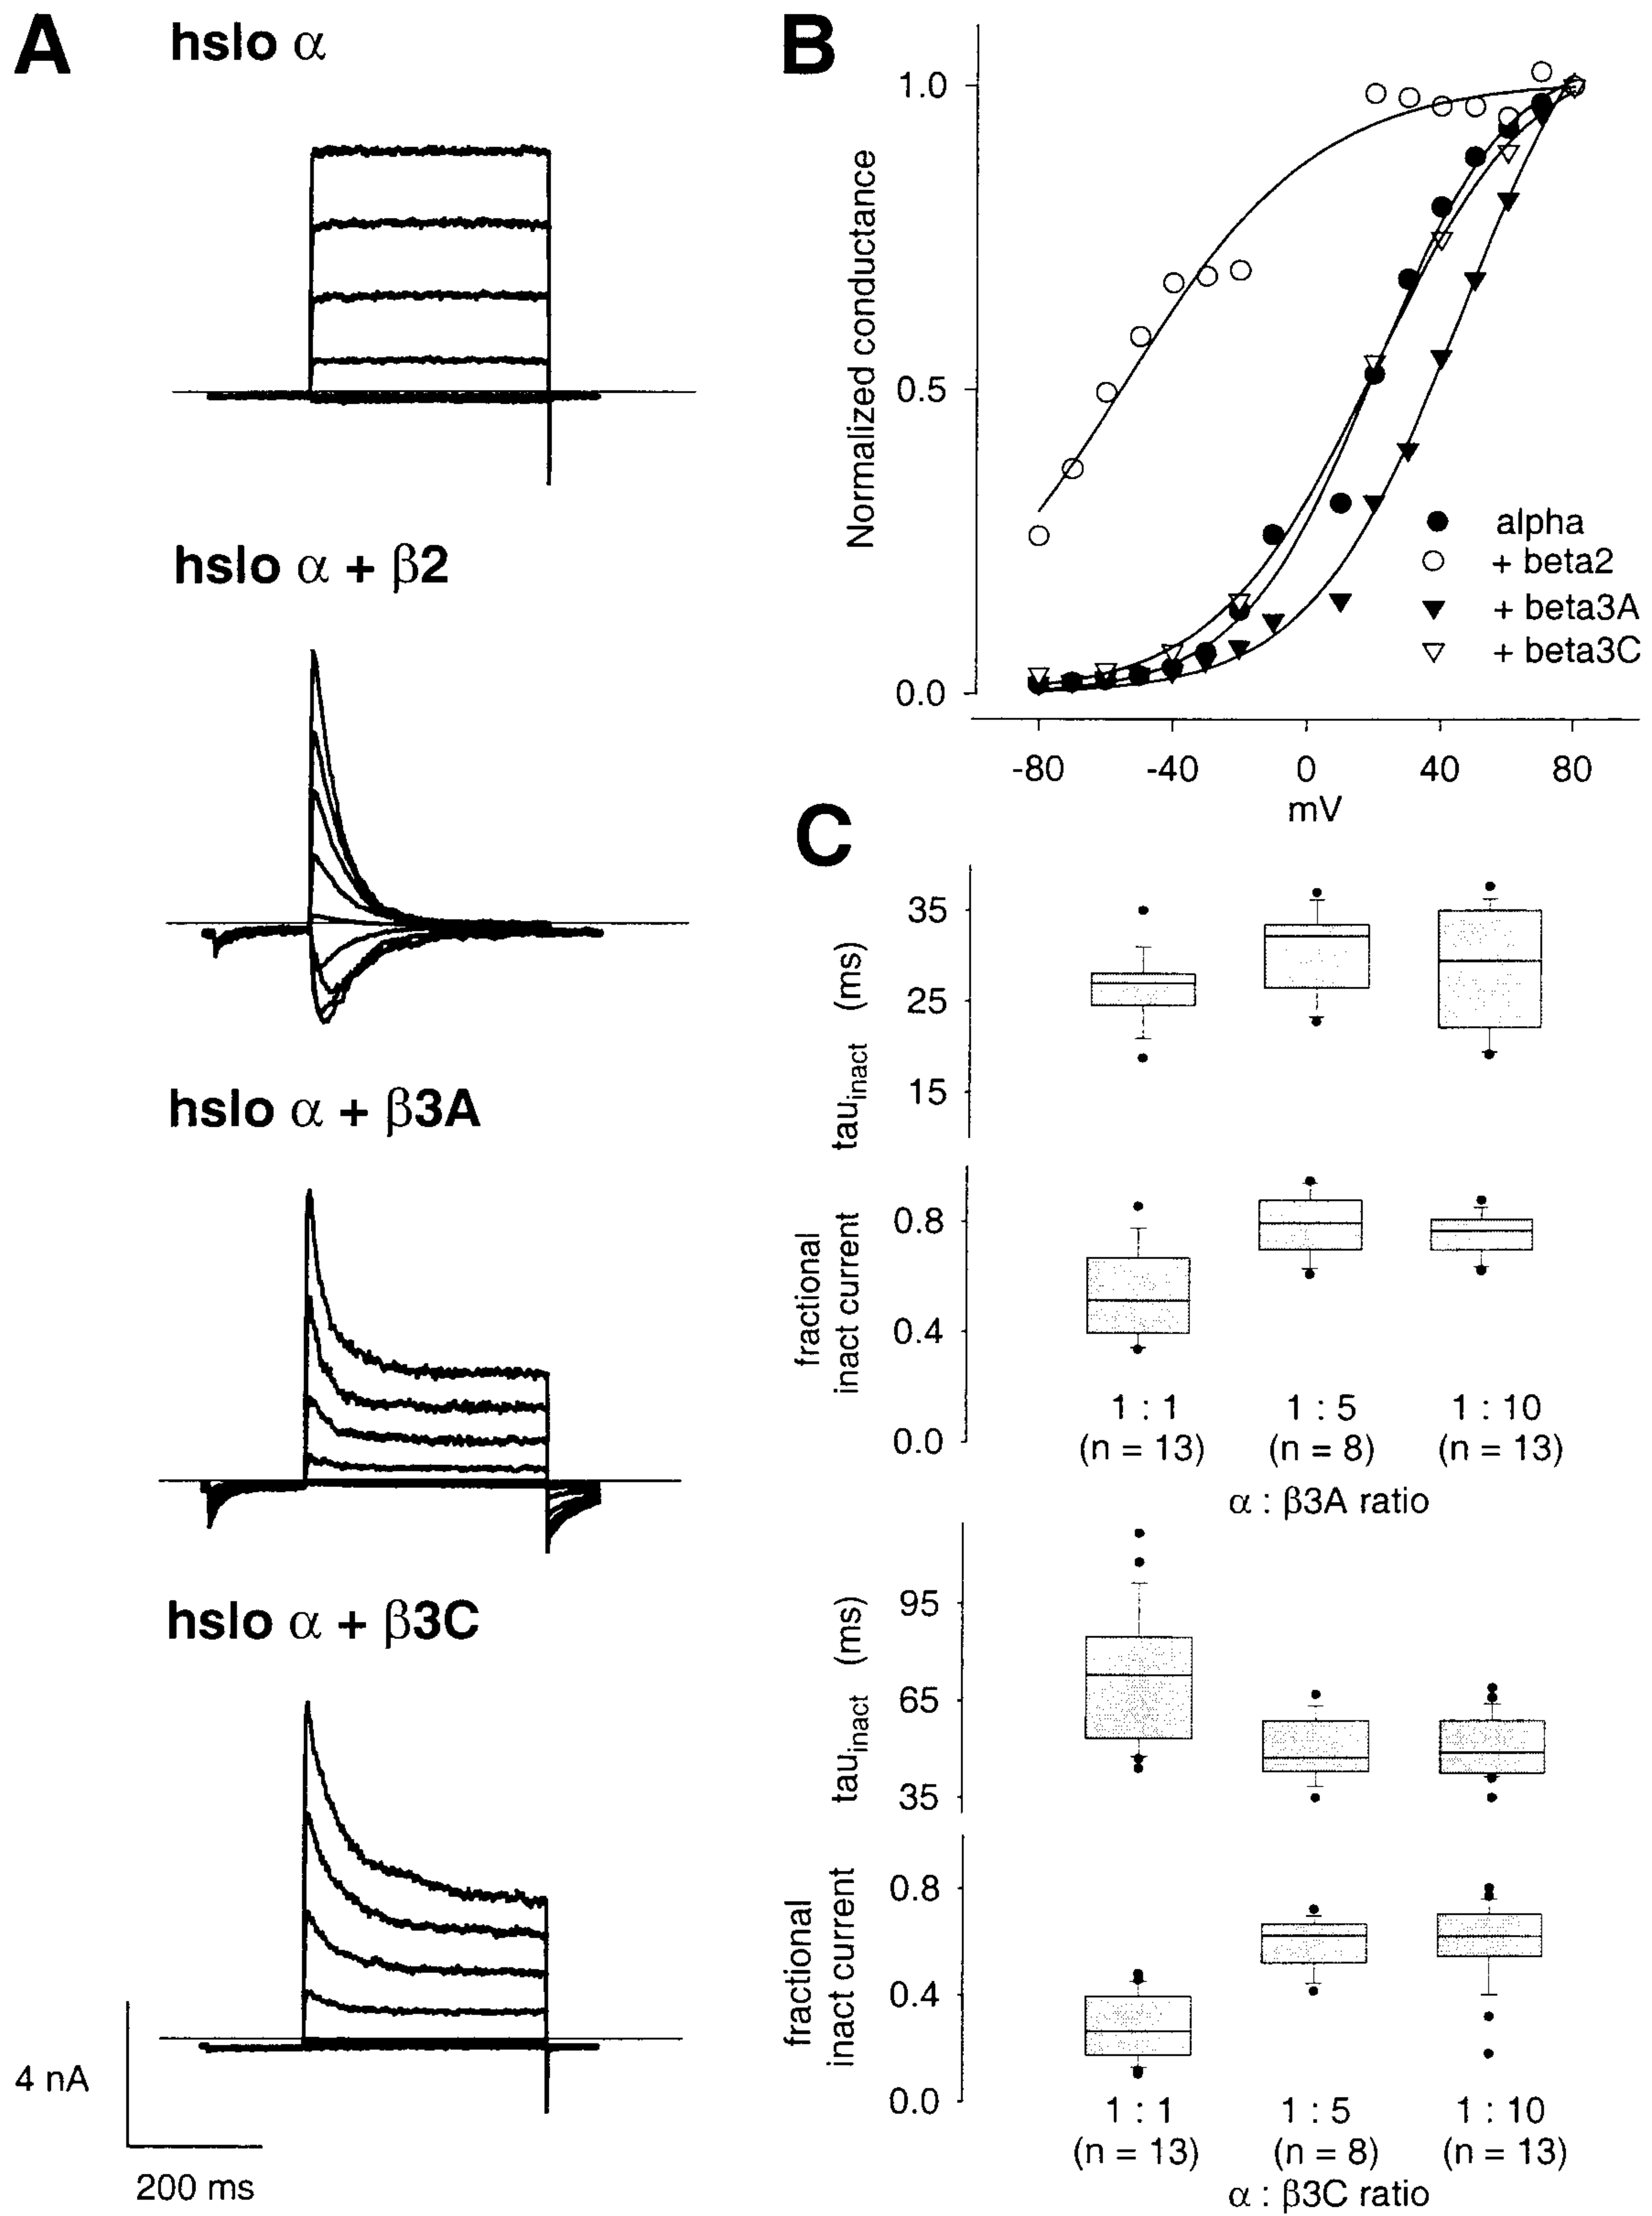 A
hslo α
hslo α + β2
hslo α + β3A
hslo α + β3C
4 nA
200 ms
B
Normalized conductance
1.0
0.5
0.0
alpha
+ beta2
+ beta3A
+ beta3C
-80 -40 0 40 80
mV
C
tauinact (ms)
35
25
15
fractional
inact current
0.8
0.4
0.0
1 : 1 1 : 5 1 : 10
(n = 13) (n = 8) (n = 13)
α : β3A ratio
tauinact (ms)
95
65
35
fractional
inact current
0.8
0.4
0.0
1 : 1 1 : 5 1 : 10
(n = 13) (n = 8) (n = 13)
α : β3C ratio